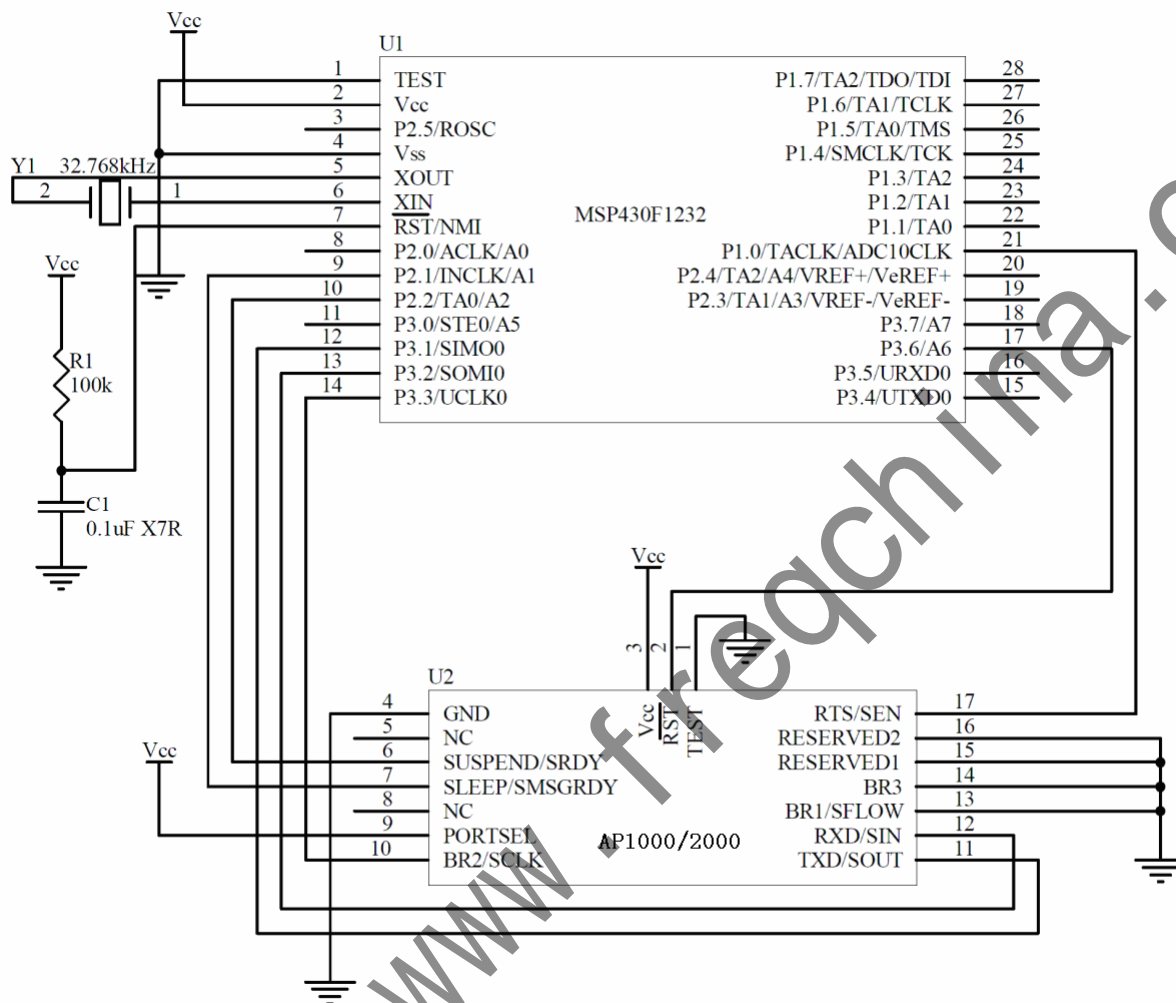 Vcc
U1
1 TEST
2 Vcc
3 P2.5/ROSC
4 Vss
5 XOUT
6 XIN
7 RST/NMI
8 P2.0/ACLK/A0
9 P2.1/INCLK/A1
10 P2.2/TA0/A2
11 P3.0/STE0/A5
12 P3.1/SIMO0
13 P3.2/SOMI0
14 P3.3/UCLK0
MSP430F1232
P1.7/TA2/TDO/TDI 28
P1.6/TA1/TCLK 27
P1.5/TA0/TMS 26
P1.4/SMCLK/TCK 25
P1.3/TA2 24
P1.2/TA1 23
P1.1/TA0 22
P1.0/TACLK/ADC10CLK 21
P2.4/TA2/A4/VREF+/VeREF+ 20
P2.3/TA1/A3/VREF-/VeREF- 19
P3.7/A7 18
P3.6/A6 17
P3.5/URXD0 16
P3.4/UTXD0 15
Y1 32.768kHz
2 1
Vcc
R1
100k
C1
0.1uF X7R
Vcc
3 2 1
Vcc RST TEST
U2
4 GND
5 NC
6 SUSPEND/SRDY
7 SLEEP/SMSGRDY
8 NC
9 PORTSEL
10 BR2/SCLK
Vcc
AP1000/2000
RTS/SEN 17
RESERVED2 16
RESERVED1 15
BR3 14
BR1/SFLOW 13
RXD/SIN 12
TXD/SOUT 11